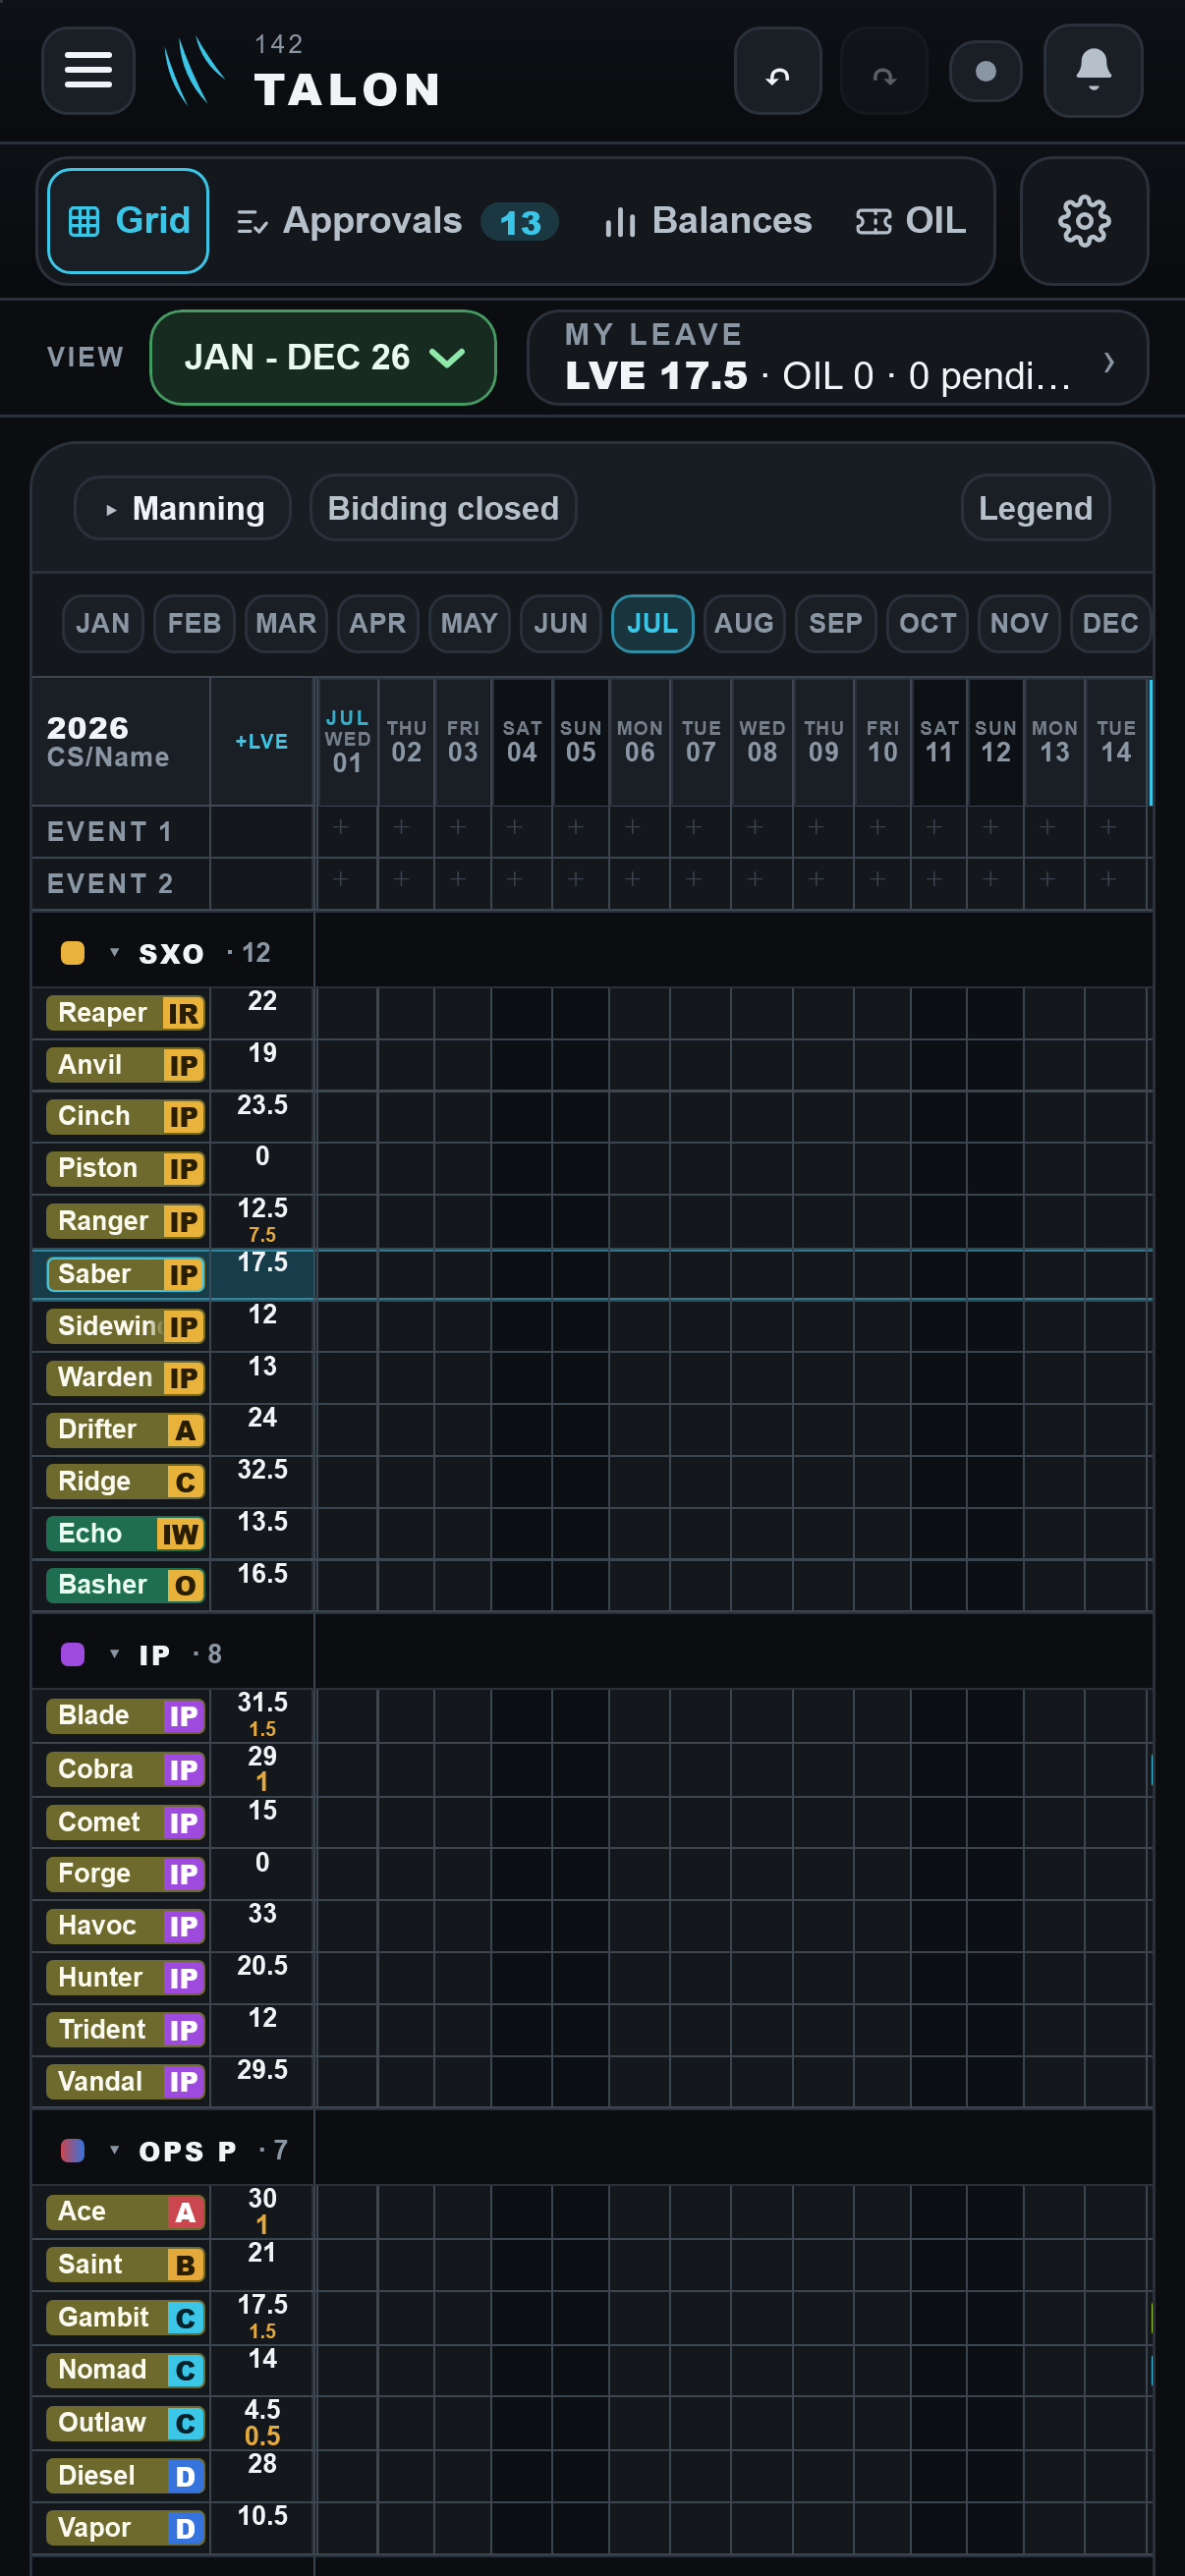 142
TALON
Grid
Approvals 13
Balances
OIL
VIEW
JAN - DEC 26
MY LEAVE
LVE 17.5 · OIL 0 · 0 pendi...
Manning
Bidding closed
Legend
JAN FEB MAR APR MAY JUN JUL AUG SEP OCT NOV DEC
2026
CS/Name
+LVE
JUL
WED 01
THU 02
FRI 03
SAT 04
SUN 05
MON 06
TUE 07
WED 08
THU 09
FRI 10
SAT 11
SUN 12
MON 13
TUE 14
EVENT 1 + + + + + + + + + + + + + +
EVENT 2 + + + + + + + + + + + + + +
SXO · 12
Reaper IR 22
Anvil IP 19
Cinch IP 23.5
Piston IP 0
Ranger IP 12.5
7.5
Saber IP 17.5
Sidewin IP 12
Warden IP 13
Drifter A 24
Ridge C 32.5
Echo IW 13.5
Basher O 16.5
IP · 8
Blade IP 31.5
1.5
Cobra IP 29
1
Comet IP 15
Forge IP 0
Havoc IP 33
Hunter IP 20.5
Trident IP 12
Vandal IP 29.5
OPS P · 7
Ace A 30
1
Saint B 21
Gambit C 17.5
1.5
Nomad C 14
Outlaw C 4.5
0.5
Diesel D 28
Vapor D 10.5